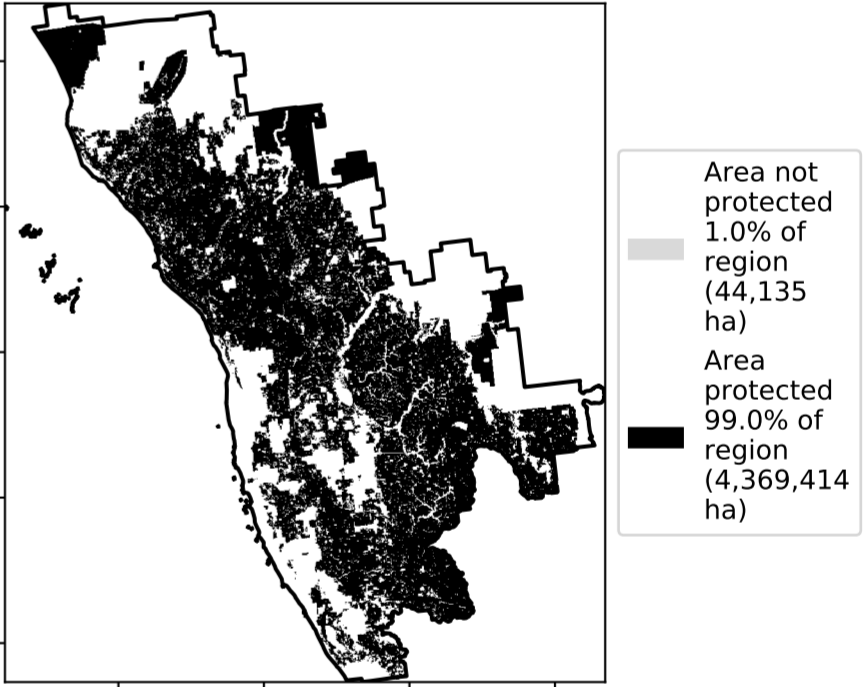 Area not
protected
1.0% of
region
(44,135
ha)
Area
protected
99.0% of
region
(4,369,414
ha)